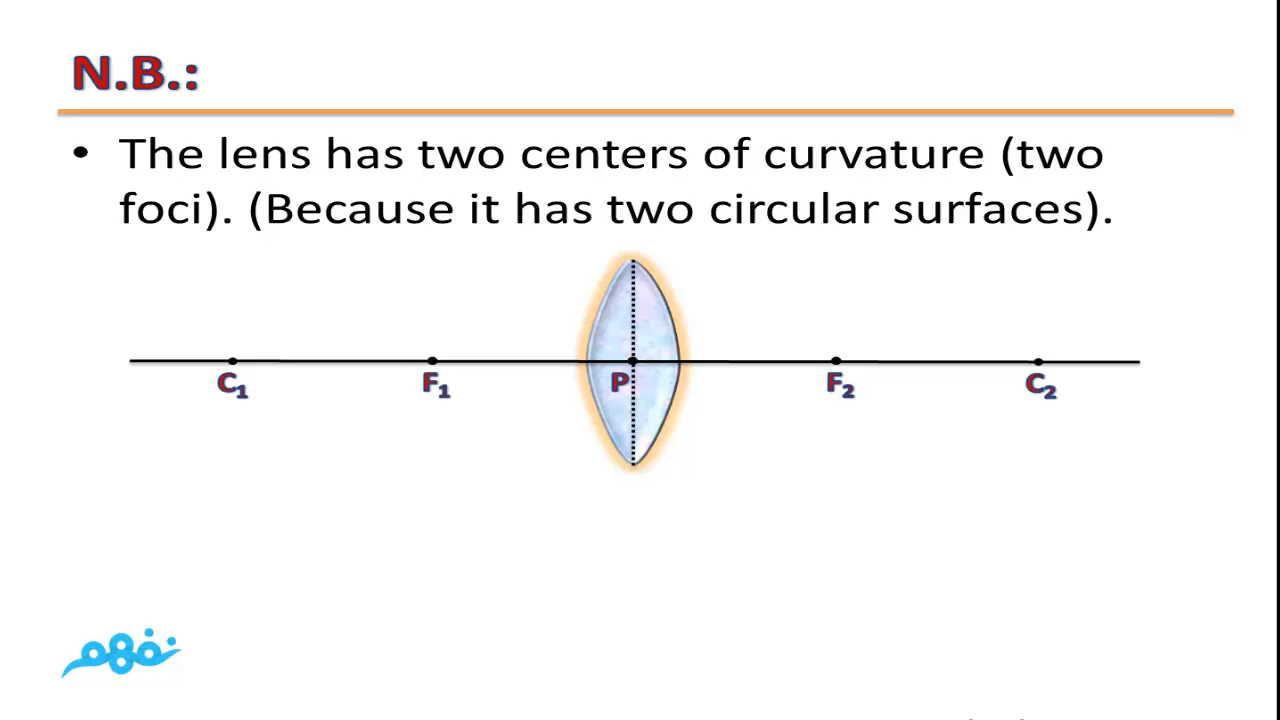 N.B.:
• The lens has two centers of curvature (two
foci). (Because it has two circular surfaces).
C₁ F₁ P F₂ C₂
نفهم